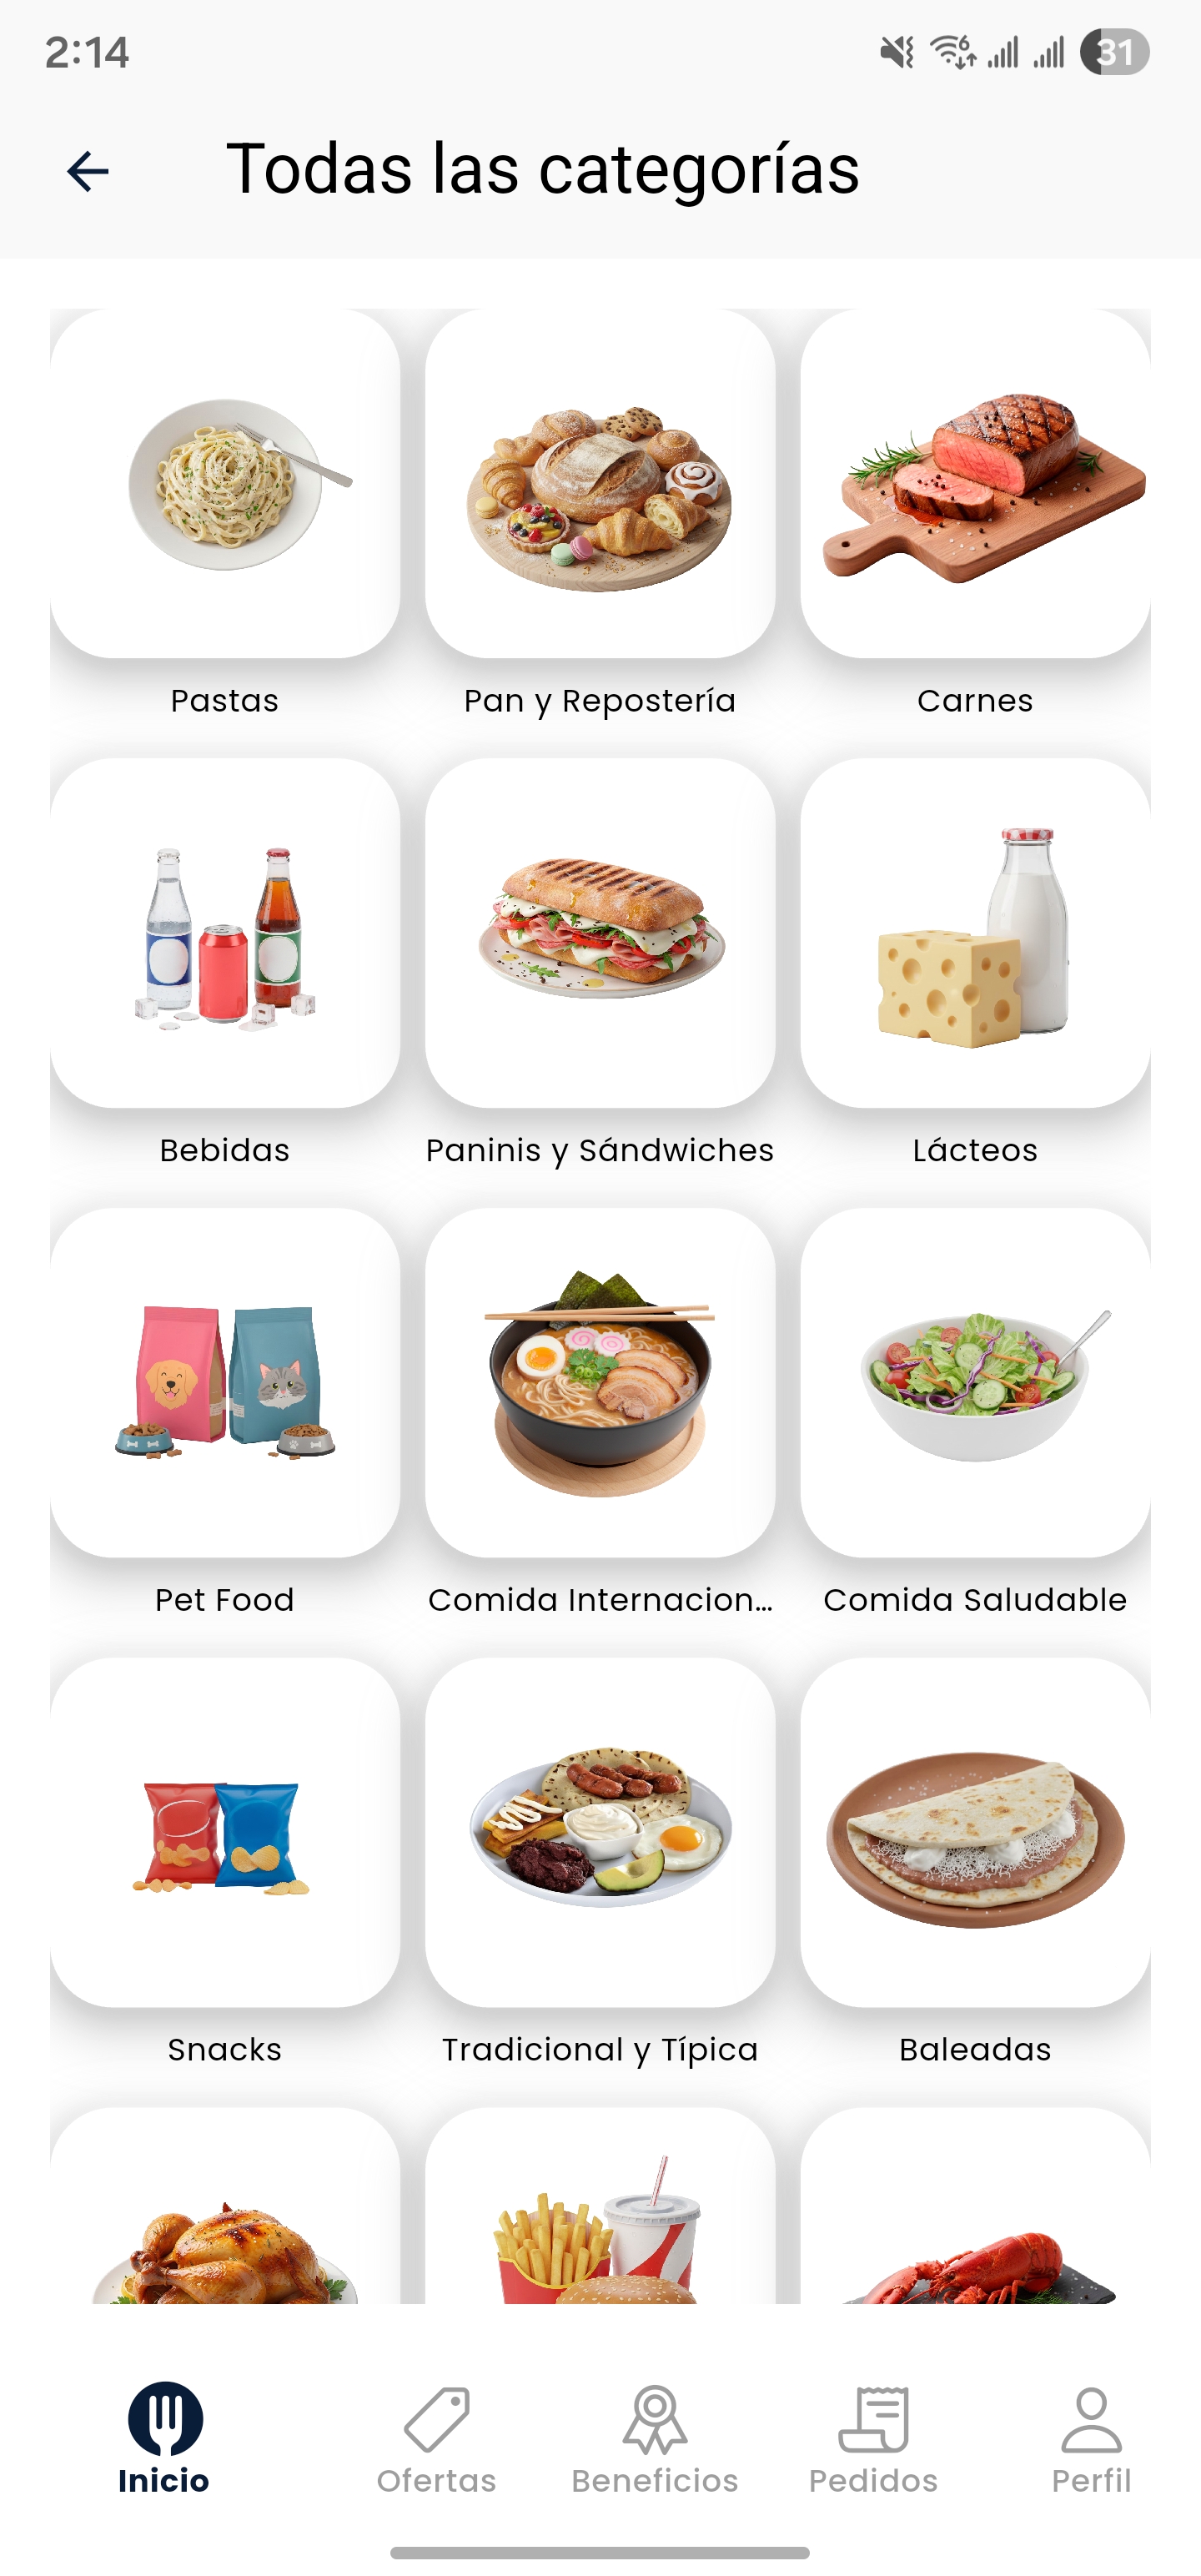 2:14
6
31
Todas las categorías
Pastas
Pan y Repostería
Carnes
Bebidas
Paninis y Sándwiches
Lácteos
Pet Food
Comida Internacion...
Comida Saludable
Snacks
Tradicional y Típica
Baleadas
Inicio
Ofertas
Beneficios
Pedidos
Perfil